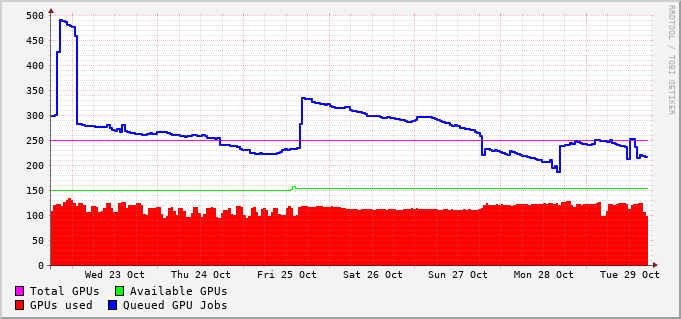 RRDTOOL / TOBI OETIKER
500
450
400
350
300
250
200
150
100
50
0
Wed 23 Oct Thu 24 Oct Fri 25 Oct Sat 26 Oct Sun 27 Oct Mon 28 Oct Tue 29 Oct
Total GPUs Available GPUs
GPUs used Queued GPU Jobs